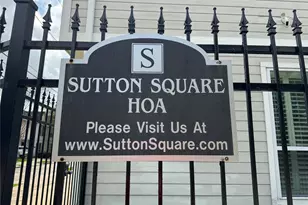 S
SUTTON SQUARE
HOA
Please Visit Us At
www.SuttonSquare.com